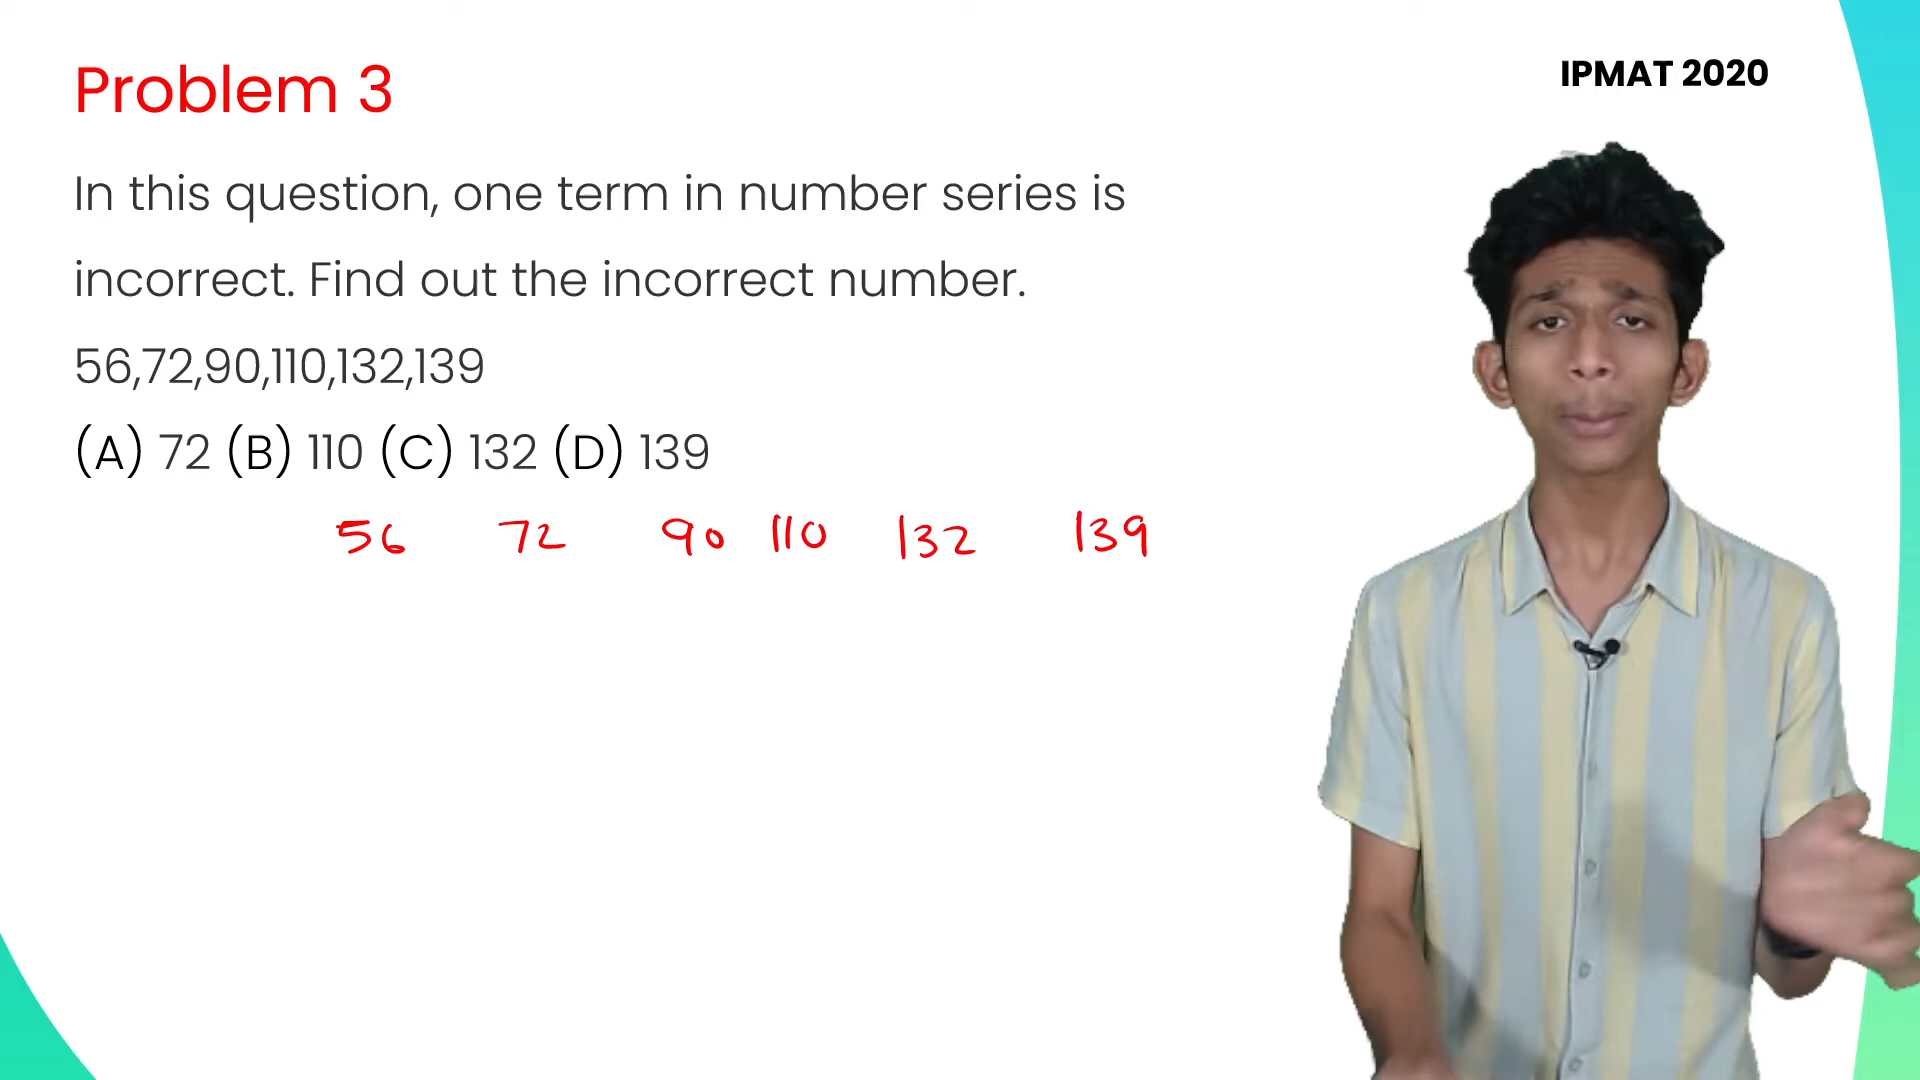 Problem 3
IPMAT 2020
In this question, one term in number series is
incorrect. Find out the incorrect number.
56,72,90,110,132,139
(A) 72 (B) 110 (C) 132 (D) 139
56 72 90 110 132 139